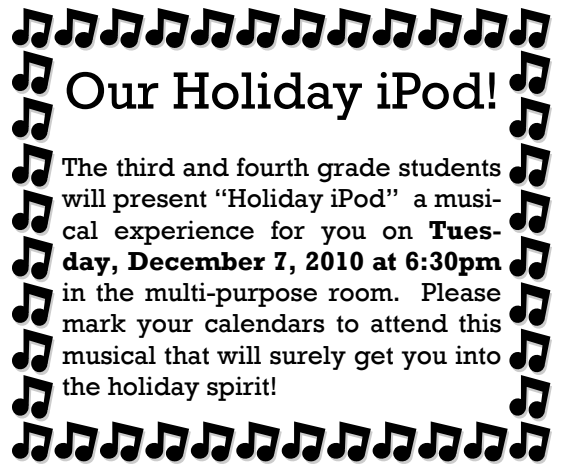 Our Holiday iPod!
The third and fourth grade students
will present “Holiday iPod”  a musi-
cal experience for you on Tues-
day, December 7, 2010 at 6:30pm
in the multi-purpose room.  Please
mark your calendars to attend this
musical that will surely get you into
the holiday spirit!